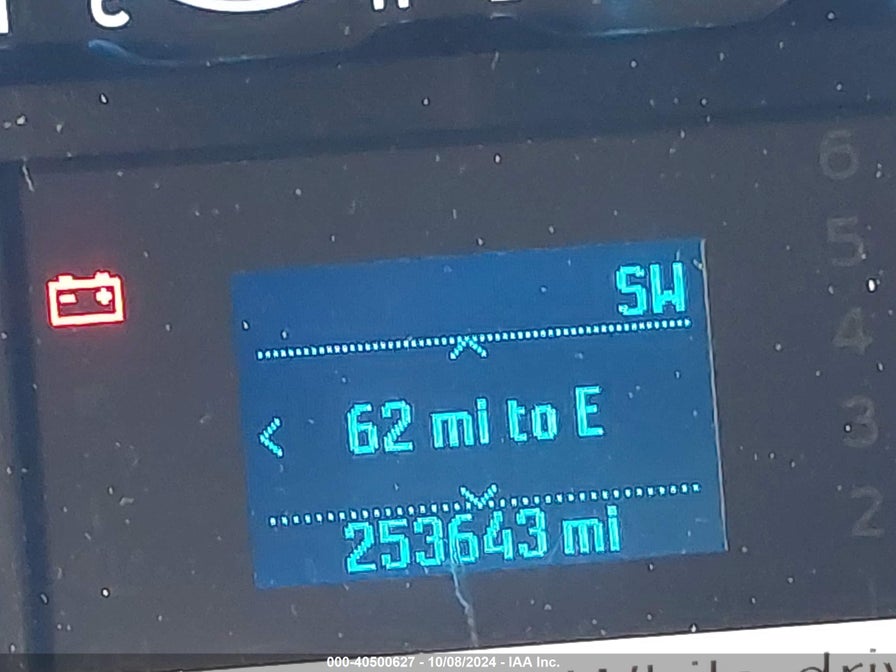 C H
6
5
SW
4
< 62 mi to E
3
2
253643 mi
000-40500627 - 10/08/2024 - IAA Inc.